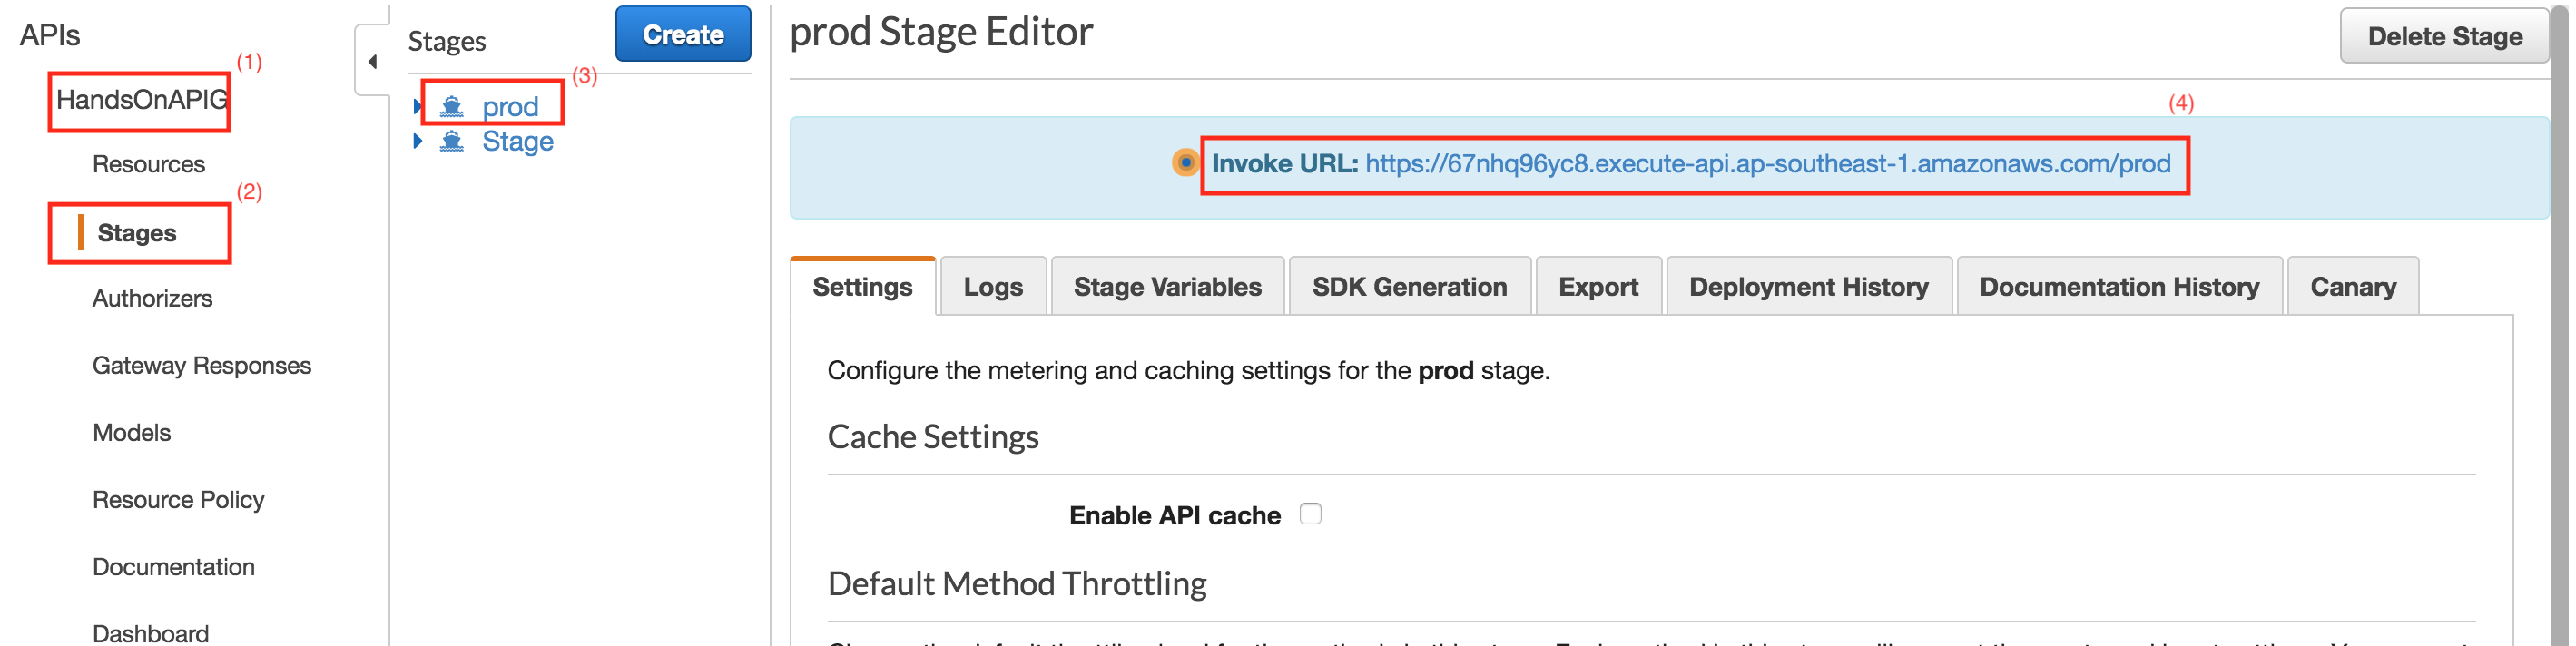 APIs
(1)
HandsOnAPIG
Resources
(2)
Stages
Authorizers
Gateway Responses
Models
Resource Policy
Documentation
Dashboard
Stages
Create
(3)
prod
Stage
prod Stage Editor
Delete Stage
(4)
Invoke URL: https://67nhq96yc8.execute-api.ap-southeast-1.amazonaws.com/prod
Settings Logs Stage Variables SDK Generation Export Deployment History Documentation History Canary
Configure the metering and caching settings for the prod stage.
Cache Settings
Enable API cache
Default Method Throttling